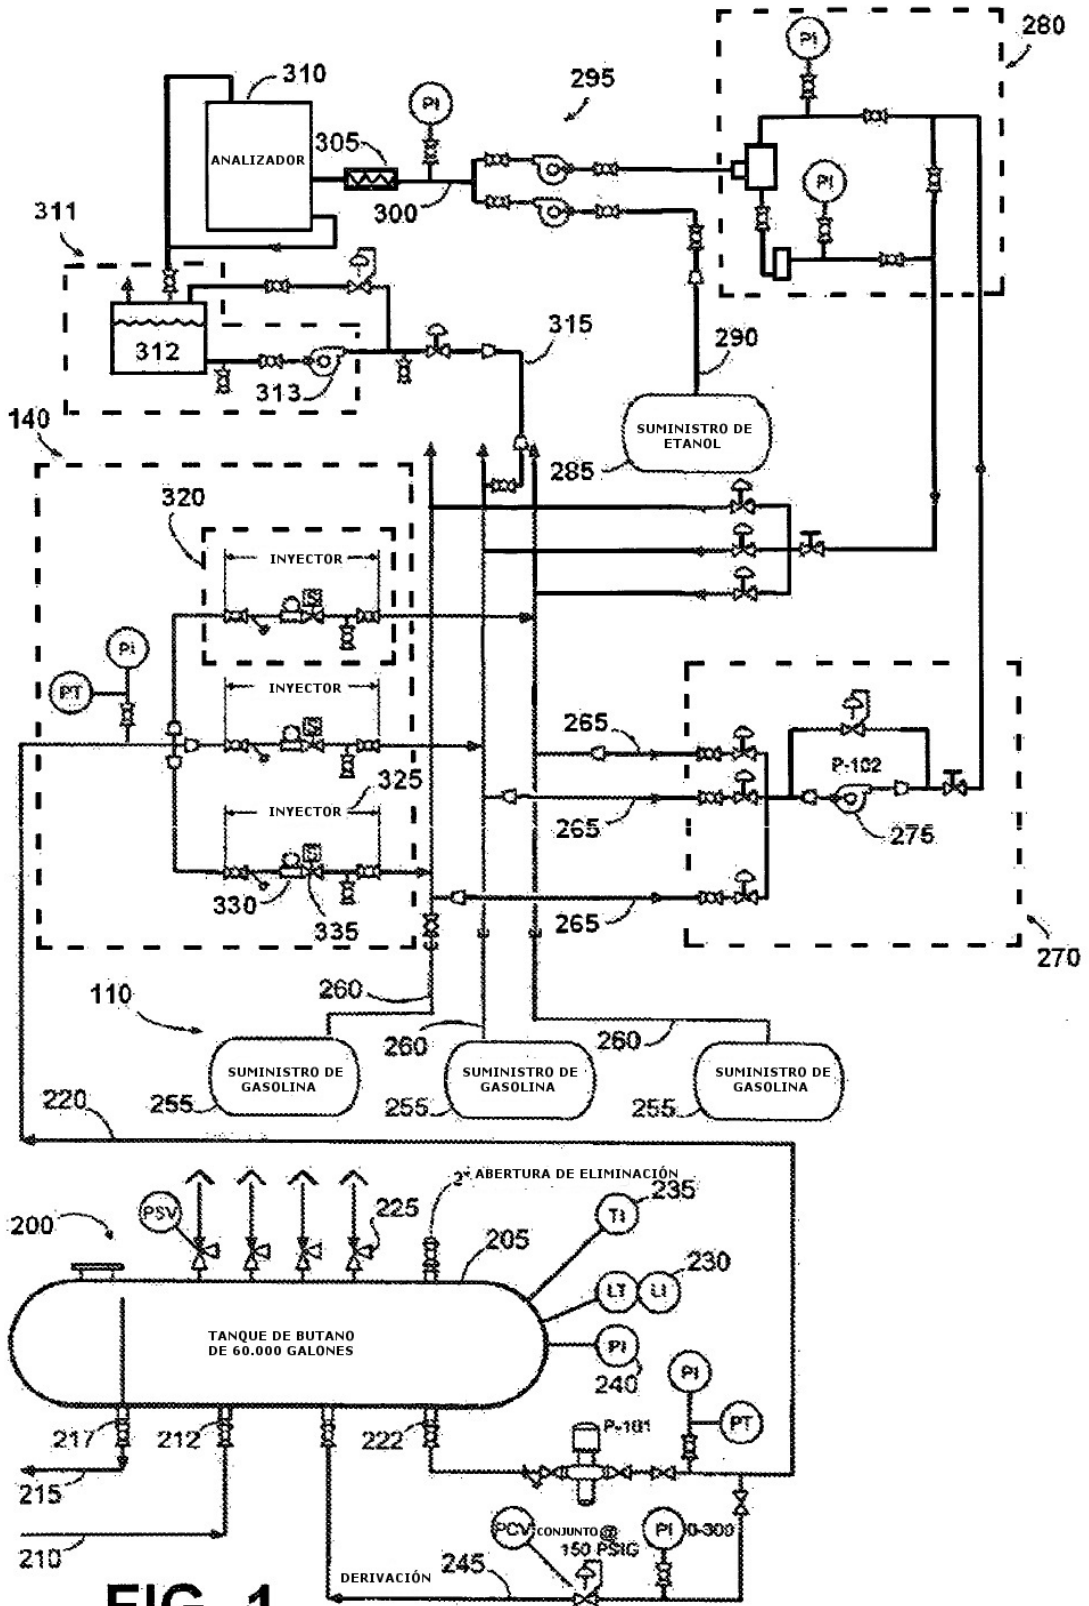 280
PI
310
295
PI
305
ANALIZADOR
PI
300
311
315
290
312
313
140
SUMINISTRO DE
ETANOL
285
320
INYECTOR
S
PI
PT
INYECTOR
S
265
P-102
325
INYECTOR
265
275
S
330
335
265
270
260
110
260
260
SUMINISTRO DE
GASOLINA
SUMINISTRO DE
GASOLINA
SUMINISTRO DE
GASOLINA
255
255
255
220
2" ABERTURA DE ELIMINACIÓN
235
PSV
225
TI
200
205
230
LT
LI
TANQUE DE BUTANO
DE 60.000 GALONES
PI
240
PI
217
212
222
P-101
PT
215
PCV
CONJUNTO @
150 PSIG
PI
0-300
210
245
DERIVACIÓN
FIG. 1